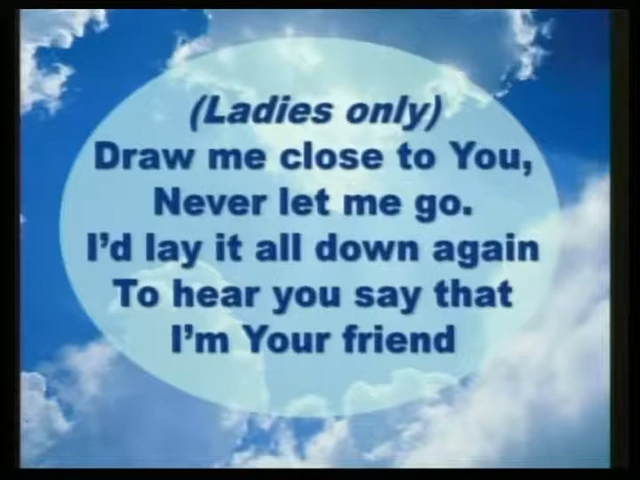 (Ladies only)
Draw me close to You,
Never let me go.
I'd lay it all down again
To hear you say that
I'm Your friend